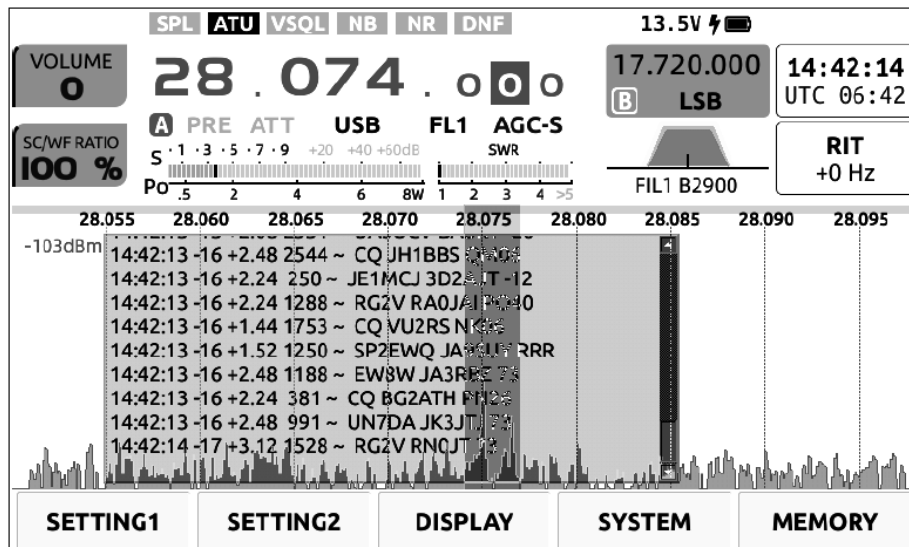 SPL ATU VSQL NB NR DNF
13.5V
VOLUME
0
28.074.000
17.720.000
B LSB
14:42:14
UTC 06:42
A PRE ATT USB FL1 AGC-S
SC/WF RATIO
100 %
S 1 3 5 7 9 +20 +40 +60dB SWR
Po .5 2 4 6 8W 1 2 3 4 >5
FIL1 B2900
RIT
+0 Hz
28.055 28.060 28.065 28.070 28.075 28.080 28.085 28.090 28.095
-103dBm
14:42:13 -16 +2.48 2544 ~ CQ JH1BBS
14:42:13 -16 +2.24 250 ~ JE1MCJ 3D2AJT -12
14:42:13 -16 +2.24 1288 ~ RG2V RA0JAI PO40
14:42:13 -16 +1.44 1753 ~ CQ VU2RS
14:42:13 -16 +1.52 1250 ~ SP2EWQ RRR
14:42:13 -16 +2.48 1188 ~ EW8W 73
14:42:13 -16 +2.24 381 ~ CQ BG2ATH
14:42:13 -16 +2.48 991 ~ UN7DA 73
14:42:14 -17 +3.12 1528 ~ RG2V RN0JT 73
SETTING1 SETTING2 DISPLAY SYSTEM MEMORY